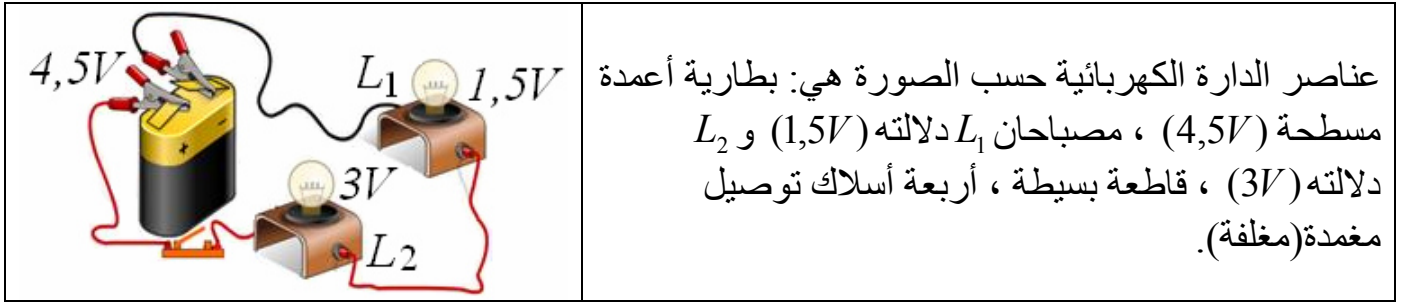 4,5V
L1
1,5V
3V
L2
- 
+
عناصر الدارة الكهربائية حسب الصورة هي: بطارية أعمدة
مسطحة (4,5V) ، مصباحان L1 دلالته (1,5V) و L2
دلالته (3V) ، قاطعة بسيطة ، أربعة أسلاك توصيل
مغمدة(مغلفة).